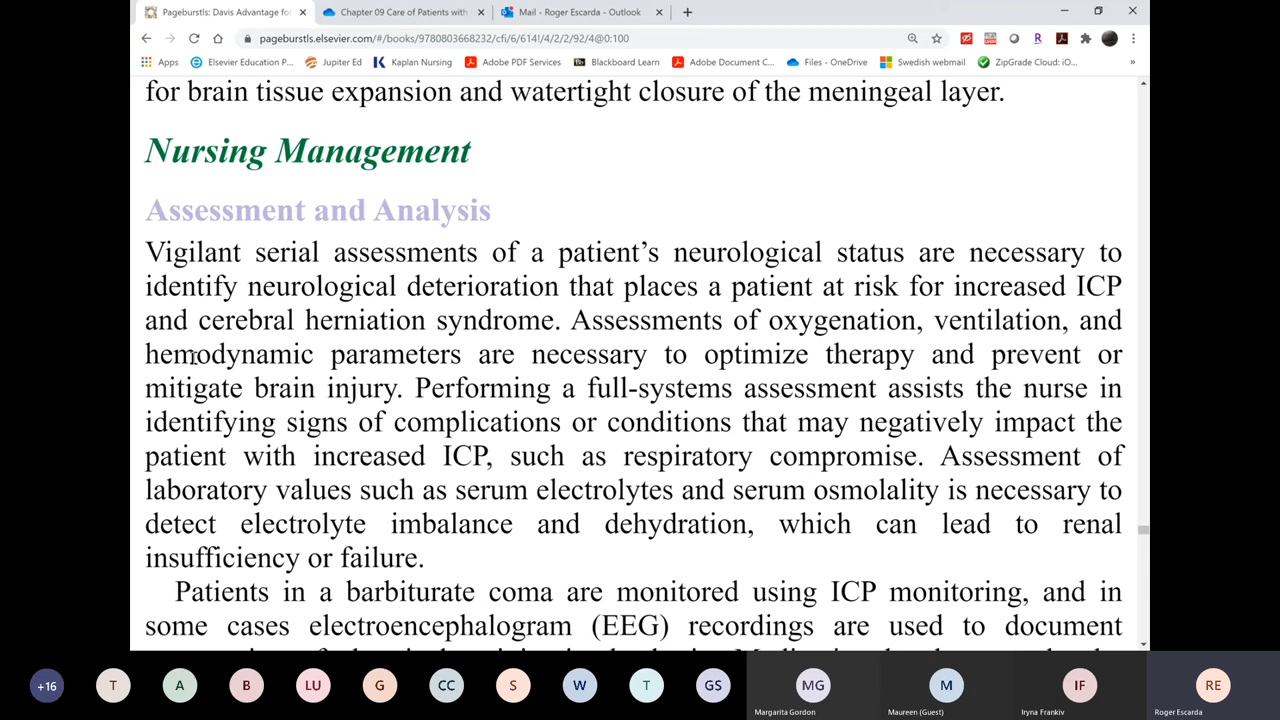 Pageburstls: Davis Advantage for
Chapter 09 Care of Patients with
Mail - Roger Escarda - Outlook
pageburstls.elsevier.com/#/books/9780803668232/cfi/6/614!/4/2/2/92/4@0:100
Apps
Elsevier Education P...
Jupiter Ed
Kaplan Nursing
Adobe PDF Services
Bb
Blackboard Learn
Adobe Document C...
Files - OneDrive
Swedish webmail
ZipGrade Cloud: iO...
for brain tissue expansion and watertight closure of the meningeal layer.
Nursing Management
Assessment and Analysis
Vigilant serial assessments of a patient’s neurological status are necessary to
identify neurological deterioration that places a patient at risk for increased ICP
and cerebral herniation syndrome. Assessments of oxygenation, ventilation, and
hemodynamic parameters are necessary to optimize therapy and prevent or
mitigate brain injury. Performing a full-systems assessment assists the nurse in
identifying signs of complications or conditions that may negatively impact the
patient with increased ICP, such as respiratory compromise. Assessment of
laboratory values such as serum electrolytes and serum osmolality is necessary to
detect electrolyte imbalance and dehydration, which can lead to renal
insufficiency or failure.
Patients in a barbiturate coma are monitored using ICP monitoring, and in
some cases electroencephalogram (EEG) recordings are used to document
+16
T
A
B
LU
G
CC
S
W
T
GS
MG
M
IF
RE
Margarita Gordon
Maureen (Guest)
Iryna Frankiv
Roger Escarda